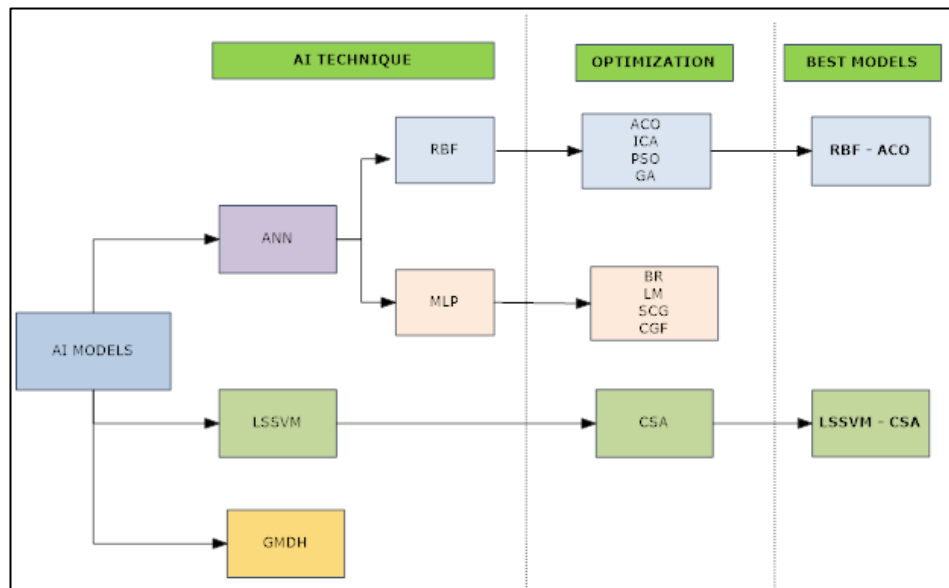 AI TECHNIQUE
OPTIMIZATION
BEST MODELS
RBF
ACO
ICA
PSO
GA
RBF - ACO
ANN
MLP
BR
LM
SCG
CGF
AI MODELS
LSSVM
CSA
LSSVM - CSA
GMDH